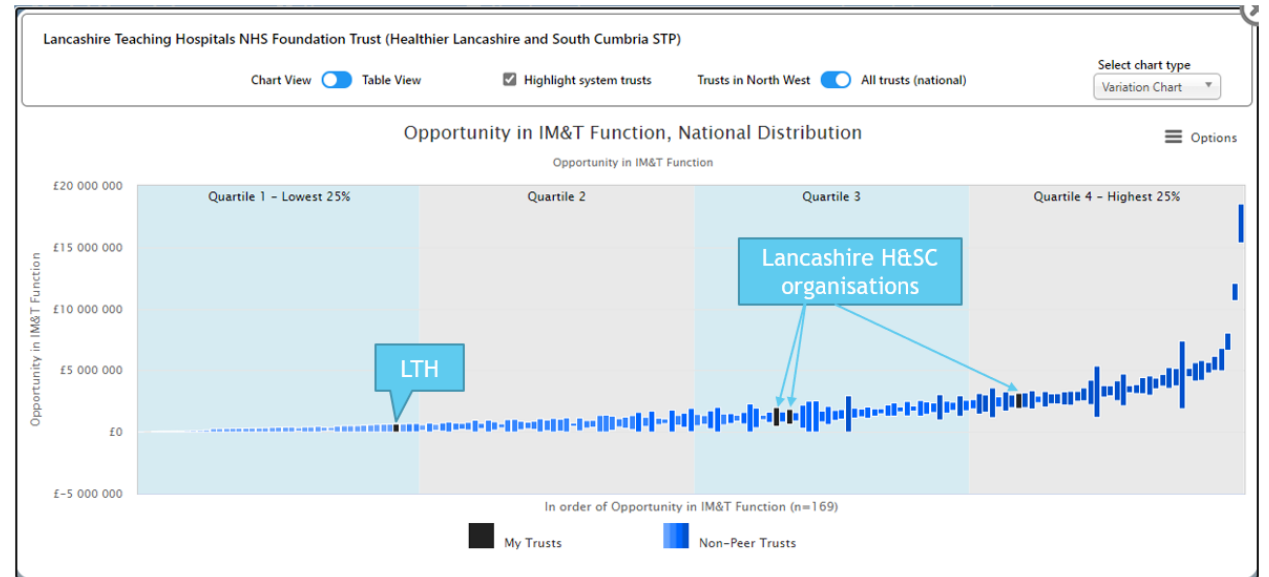 Lancashire Teaching Hospitals NHS Foundation Trust (Healthier Lancashire and South Cumbria STP)
Chart View Table View Highlight system trusts Trusts in North West All trusts (national)
Select chart type
Variation Chart
Opportunity in IM&T Function, National Distribution
Options
Opportunity in IM&T Function
Quartile 1 - Lowest 25% Quartile 2 Quartile 3 Quartile 4 - Highest 25%
Opportunity in IM&T Function
£20 000 000
£15 000 000
£10 000 000
£5 000 000
£0
£-5 000 000
Lancashire H&SC
organisations
LTH
In order of Opportunity in IM&T Function (n=169)
My Trusts Non-Peer Trusts